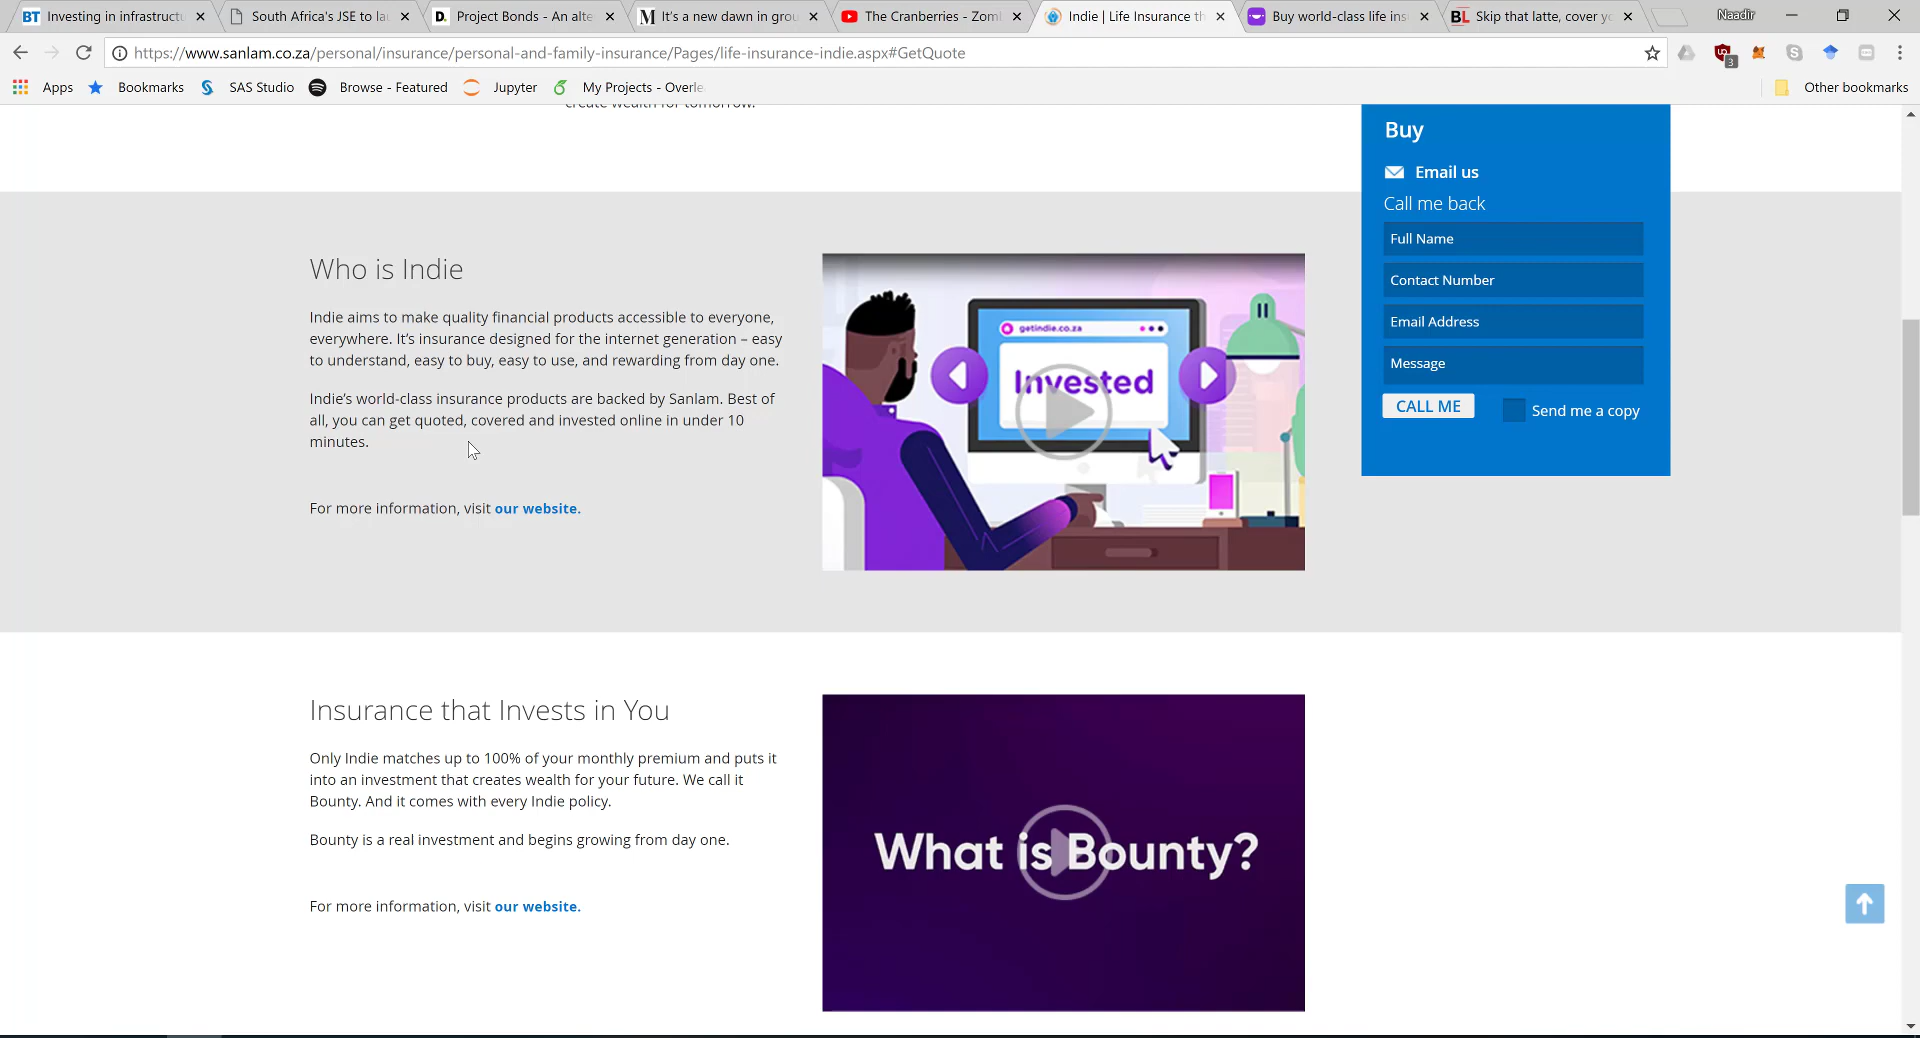 BT Investing in infrastructu
South Africa's JSE to lau
D. Project Bonds - An alte
M It's a new dawn in grou
The Cranberries - Zoml
Indie | Life Insurance th
Buy world-class life ins
BL Skip that latte, cover yo
Naadir
https://www.sanlam.co.za/personal/insurance/personal-and-family-insurance/Pages/life-insurance-indie.aspx#GetQuote
3
Apps
Bookmarks
SAS Studio
Browse - Featured
Jupyter
My Projects - Overle
Other bookmarks
create wealth for tomorrow.
Who is Indie
Indie aims to make quality financial products accessible to everyone,
everywhere. It's insurance designed for the internet generation – easy
to understand, easy to buy, easy to use, and rewarding from day one.
Indie's world-class insurance products are backed by Sanlam. Best of
all, you can get quoted, covered and invested online in under 10
minutes.
For more information, visit our website.
getindie.co.za
Invested
Buy
Email us
Call me back
Full Name
Contact Number
Email Address
Message
CALL ME
Send me a copy
Insurance that Invests in You
Only Indie matches up to 100% of your monthly premium and puts it
into an investment that creates wealth for your future. We call it
Bounty. And it comes with every Indie policy.
Bounty is a real investment and begins growing from day one.
For more information, visit our website.
What is Bounty?